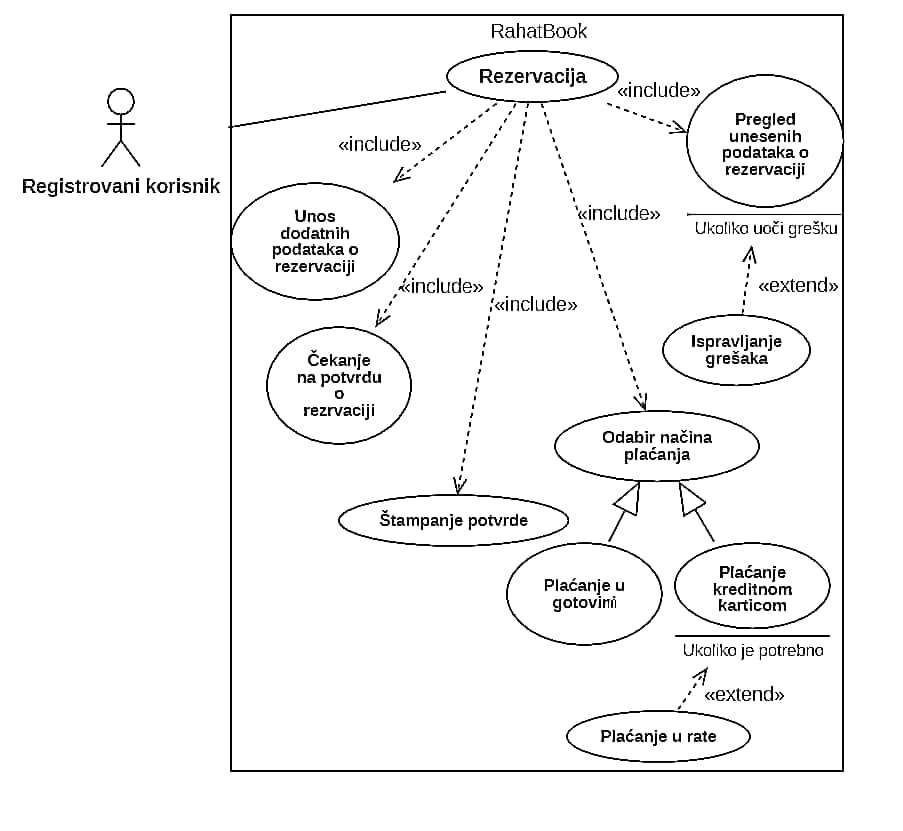 RahatBook
Rezervacija
«include»
Pregled
unesenih
podataka o
rezervaciji
«include»
Registrovani korisnik
Unos
dodatnih
podataka o
rezervaciji
«include»
Ukoliko uoči grešku
«include»
«include»
«extend»
Ispravljanje
grešaka
Čekanje
na potvrdu
o
rezrvaciji
Odabir načina
plaćanja
Štampanje potvrde
Plaćanje u
gotovini
Plaćanje
kreditnom
karticom
Ukoliko je potrebno
«extend»
Plaćanje u rate